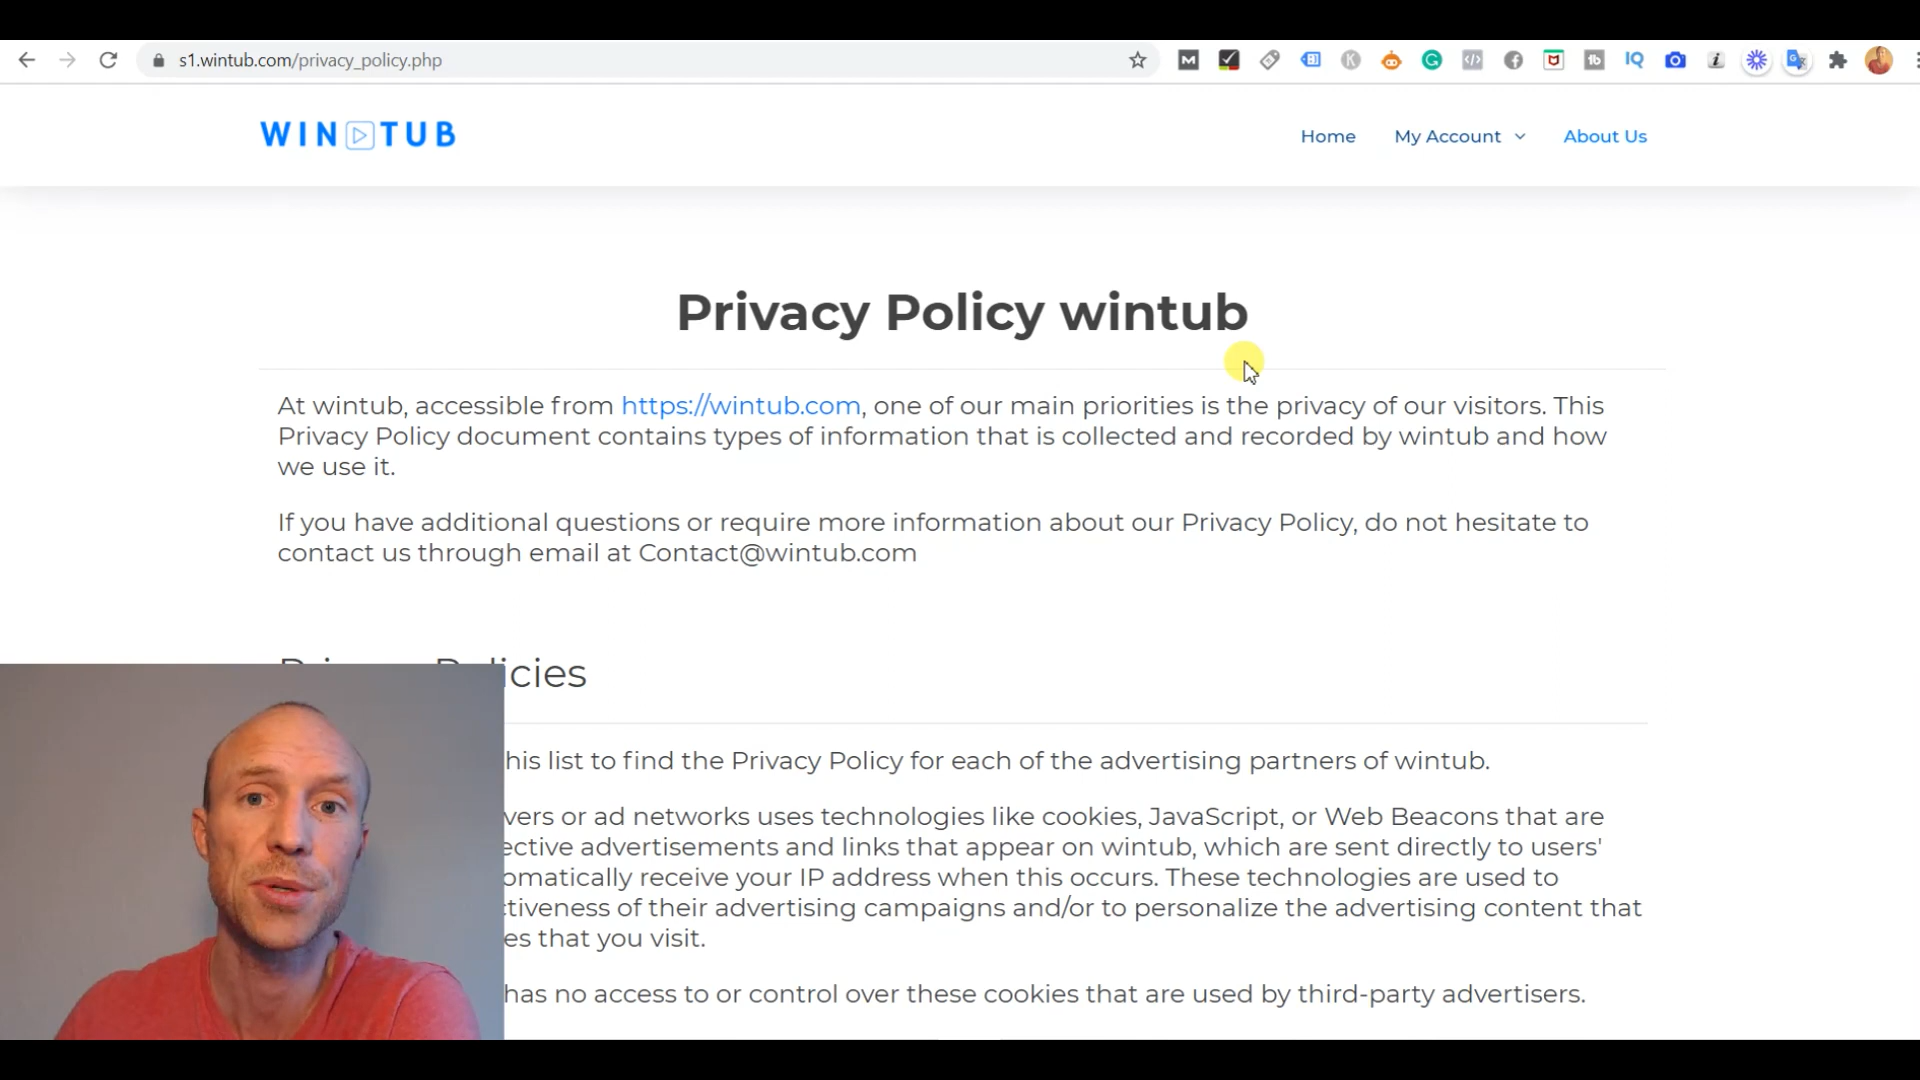 s1.wintub.com/privacy_policy.php
WIN TUB
Home My Account About Us
Privacy Policy wintub
At wintub, accessible from https://wintub.com, one of our main priorities is the privacy of our visitors. This
Privacy Policy document contains types of information that is collected and recorded by wintub and how
we use it.
If you have additional questions or require more information about our Privacy Policy, do not hesitate to
contact us through email at Contact@wintub.com
cies
his list to find the Privacy Policy for each of the advertising partners of wintub.
vers or ad networks uses technologies like cookies, JavaScript, or Web Beacons that are
ective advertisements and links that appear on wintub, which are sent directly to users'
omatically receive your IP address when this occurs. These technologies are used to
tiveness of their advertising campaigns and/or to personalize the advertising content that
es that you visit.
has no access to or control over these cookies that are used by third-party advertisers.